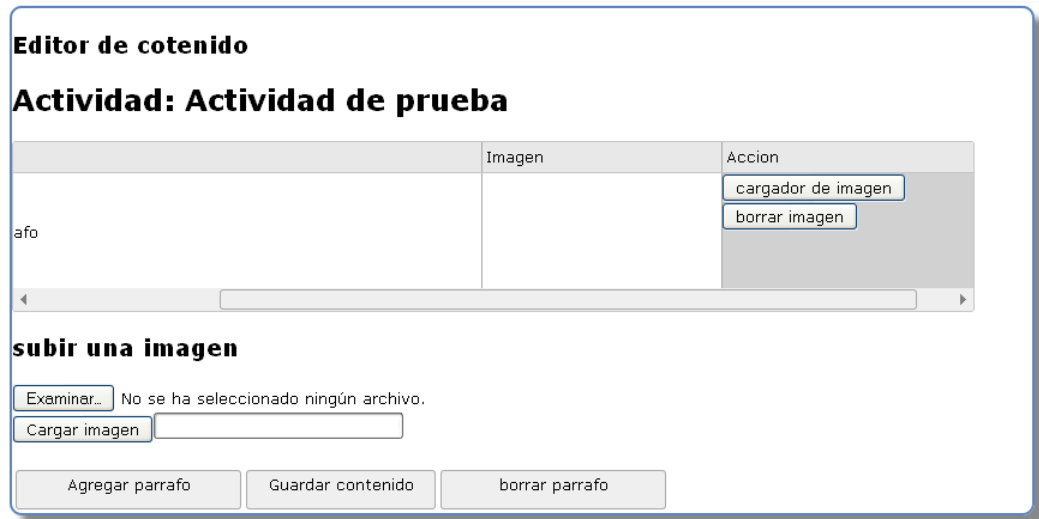 Editor de cotenido
Actividad: Actividad de prueba
Imagen Accion
cargador de imagen
borrar imagen
afo
subir una imagen
Examinar... No se ha seleccionado ningún archivo.
Cargar imagen
Agregar parrafo Guardar contenido borrar parrafo